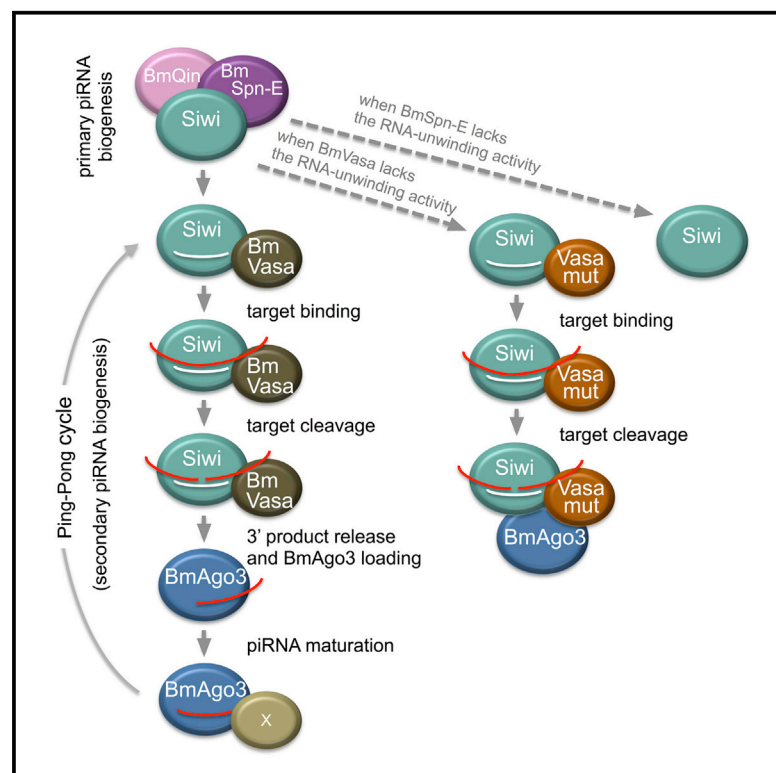 primary piRNA
biogenesis
BmQin
Bm
Spn-E
Siwi
when BmSpn-E lacks
the RNA-unwinding activity
when BmVasa lacks
the RNA-unwinding activity
Siwi
Bm
Vasa
Siwi
Vasa
mut
Siwi
target binding
Siwi
Bm
Vasa
target binding
Siwi
Vasa
mut
target cleavage
Siwi
Bm
Vasa
target cleavage
Siwi
Vasa
mut
BmAgo3
3' product release
and BmAgo3 loading
BmAgo3
piRNA maturation
BmAgo3
X
Ping-Pong cycle
(secondary piRNA biogenesis)